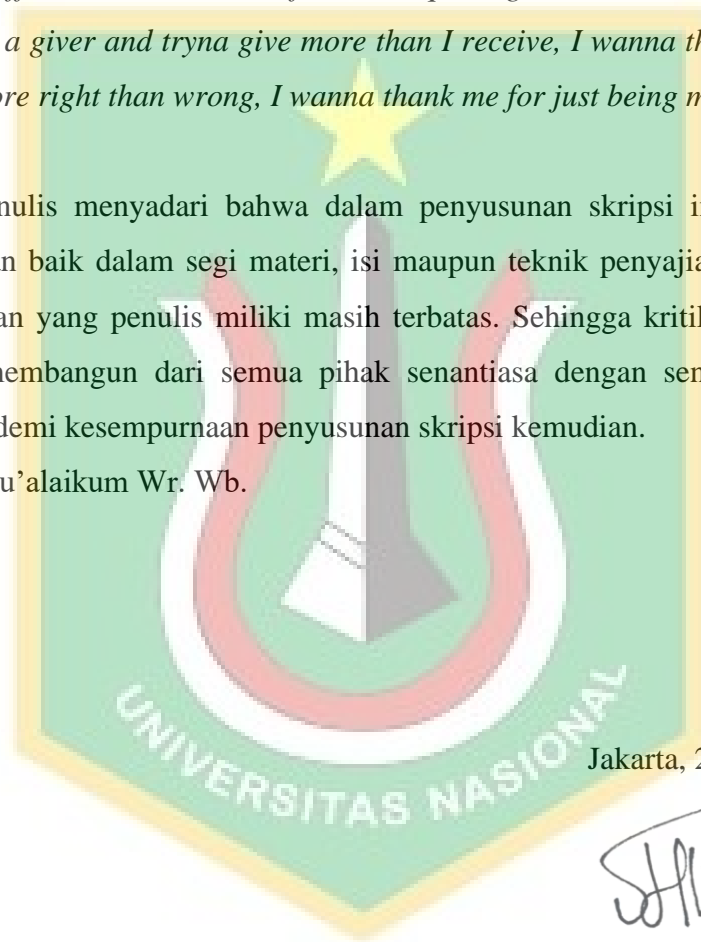 a giver and tryna give more than I receive, I wanna th
re right than wrong, I wanna thank me for just being m
nulis menyadari bahwa dalam penyusunan skripsi i
n baik dalam segi materi, isi maupun teknik penyajia
an yang penulis miliki masih terbatas. Sehingga kriti
membangun dari semua pihak senantiasa dengan sen
demi kesempurnaan penyusunan skripsi kemudian.
u’alaikum Wr. Wb.
UNIVERSITAS NASIONAL
Jakarta, 2